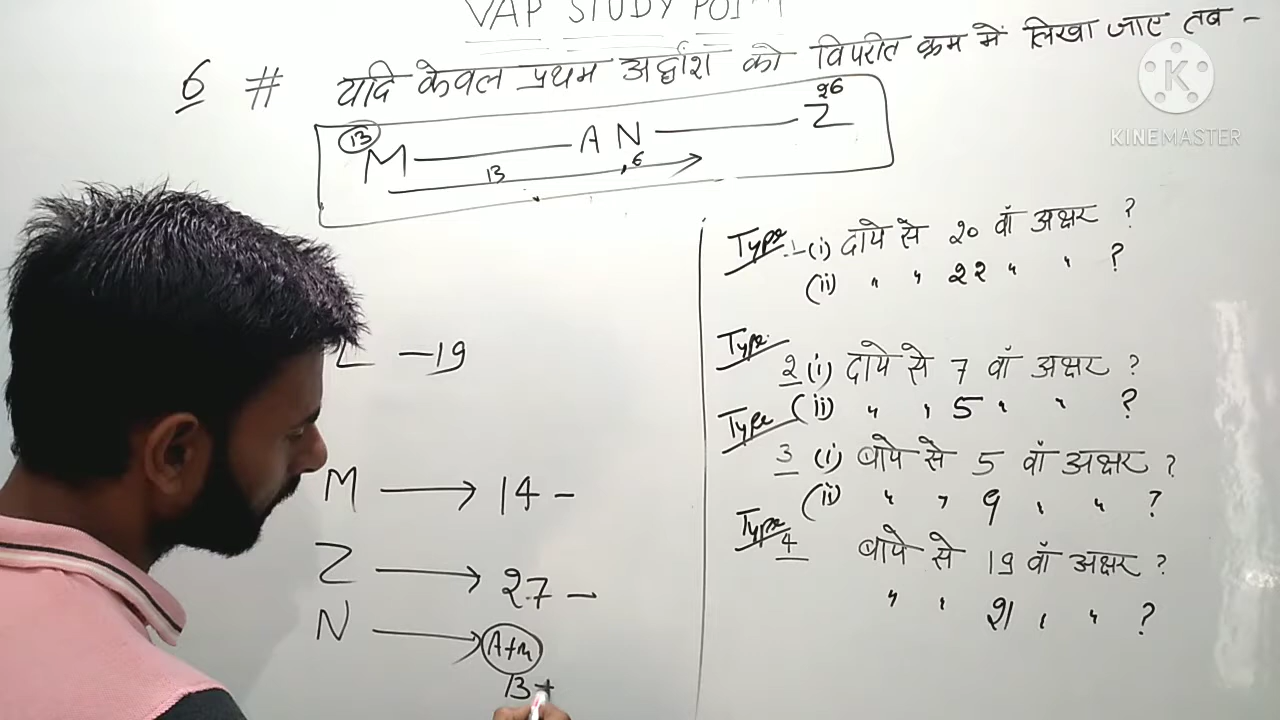 VAP STUDY POINT
6 # यदि केवल प्रथम अर्द्धांश को विपरीत क्रम में लिखा जाए तब -
K
KINEMASTER
13 26
M A N Z
13 6
Type 1 (i) दाये से 20 वाँ अक्षर ?
(ii) " " 22 " " ?
Type 2 (i) दाये से 7 वाँ अक्षर ?
(ii) " " 5 " " ?
Type 3 (i) बाये से 5 वाँ अक्षर ?
(ii) " " 9 " " ?
Type 4 बाये से 19 वाँ अक्षर ?
" " 21 " " ?
- 19
M → 14 -
Z → 27 -
N → A+M
13 +